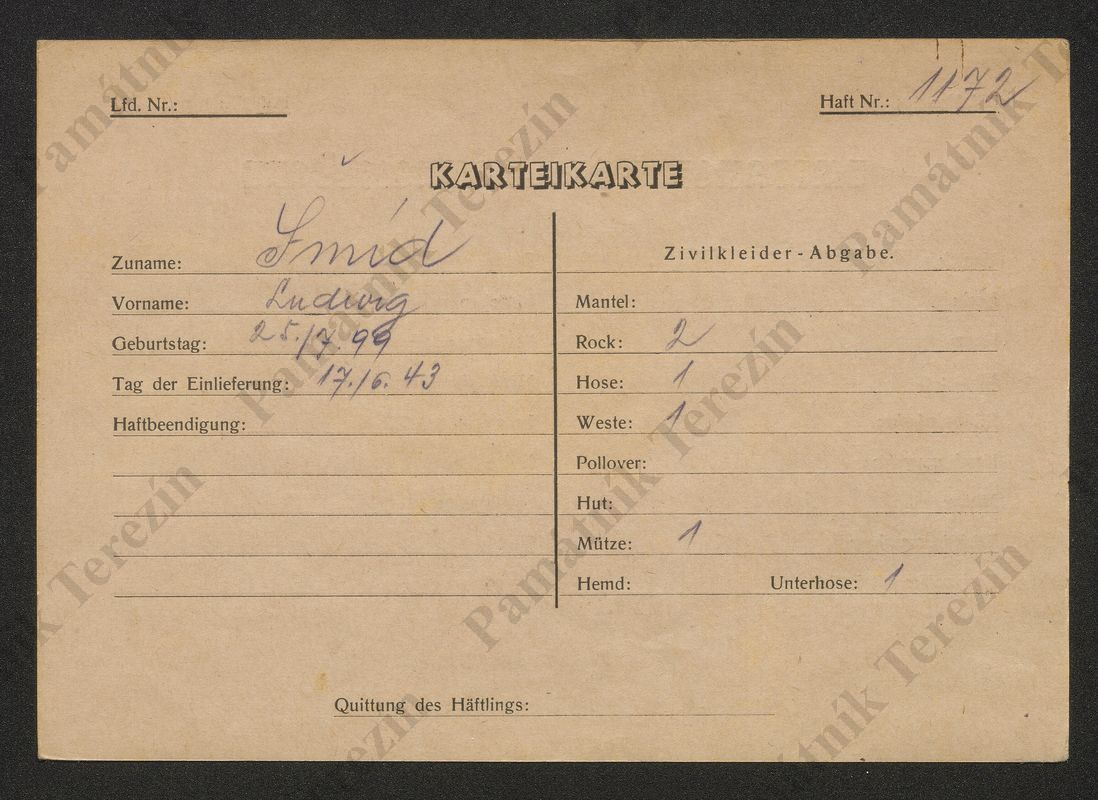 Lfd. Nr.:
Haft Nr.: 1172
KARTEIKARTE
Zuname: Šmíd
Vorname: Ludwig
Geburtstag: 25./7. 99
Tag der Einlieferung: 17./6. 43
Haftbeendigung:
Zivilkleider-Abgabe.
Mantel:
Rock: 2
Hose: 1
Weste: 1
Pollover:
Hut:
Mütze: 1
Hemd: Unterhose: 1
Quittung des Häftlings:
Památník Terezín